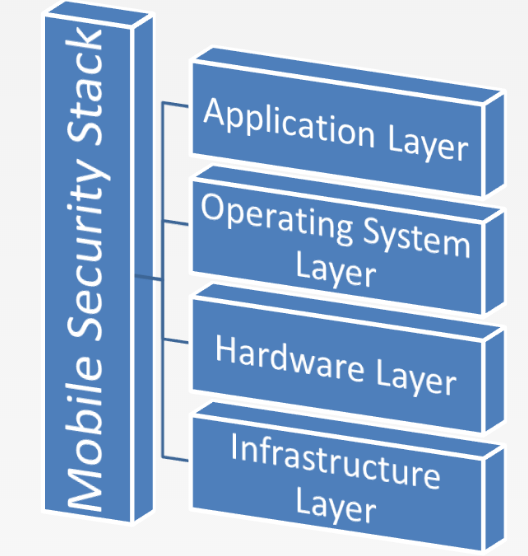 Mobile Security Stack
Application Layer
Operating System
Layer
Hardware Layer
Infrastructure
Layer